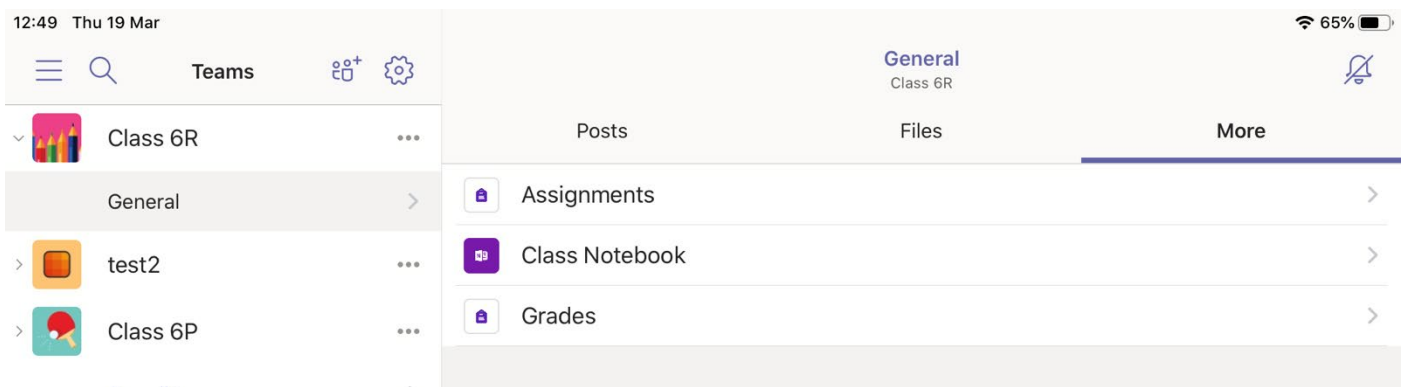 12:49 Thu 19 Mar
65%
Teams
General
Class 6R
Class 6R
General
test2
Class 6P
Posts
Files
More
Assignments
Class Notebook
Grades